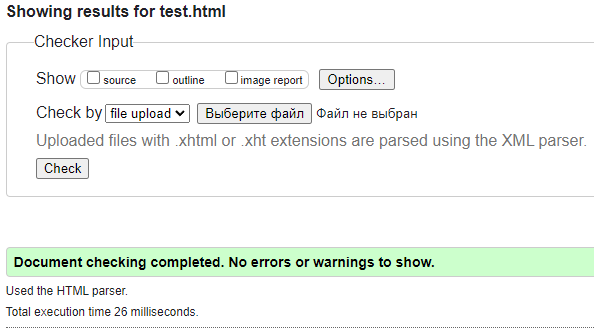 Showing results for test.html
Checker Input
Show source outline image report Options...
Check by file upload Выберите файл Файл не выбран
Uploaded files with .xhtml or .xht extensions are parsed using the XML parser.
Check
Document checking completed. No errors or warnings to show.
Used the HTML parser.
Total execution time 26 milliseconds.